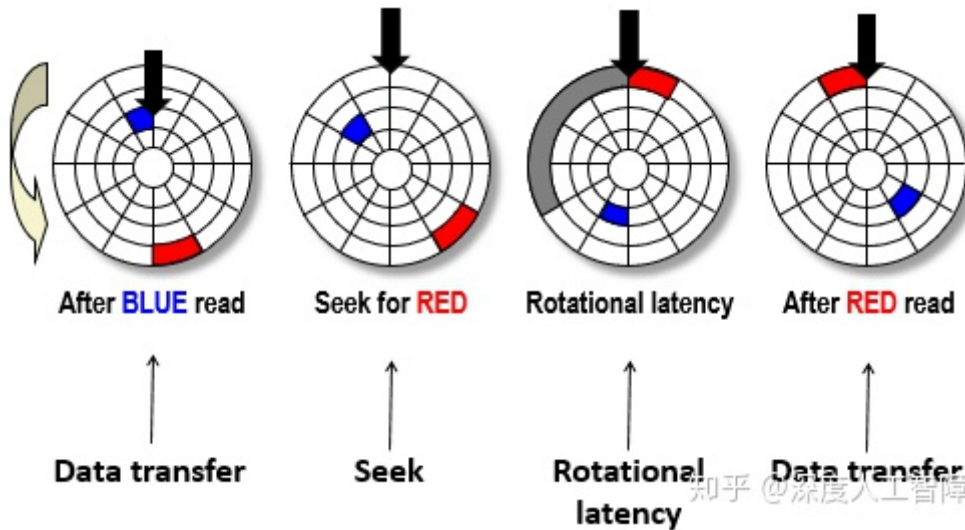 After BLUE read
Seek for RED
Rotational latency
After RED read
Data transfer
Seek
Rotational
latency
Data transfer
知乎 @深度人工智障